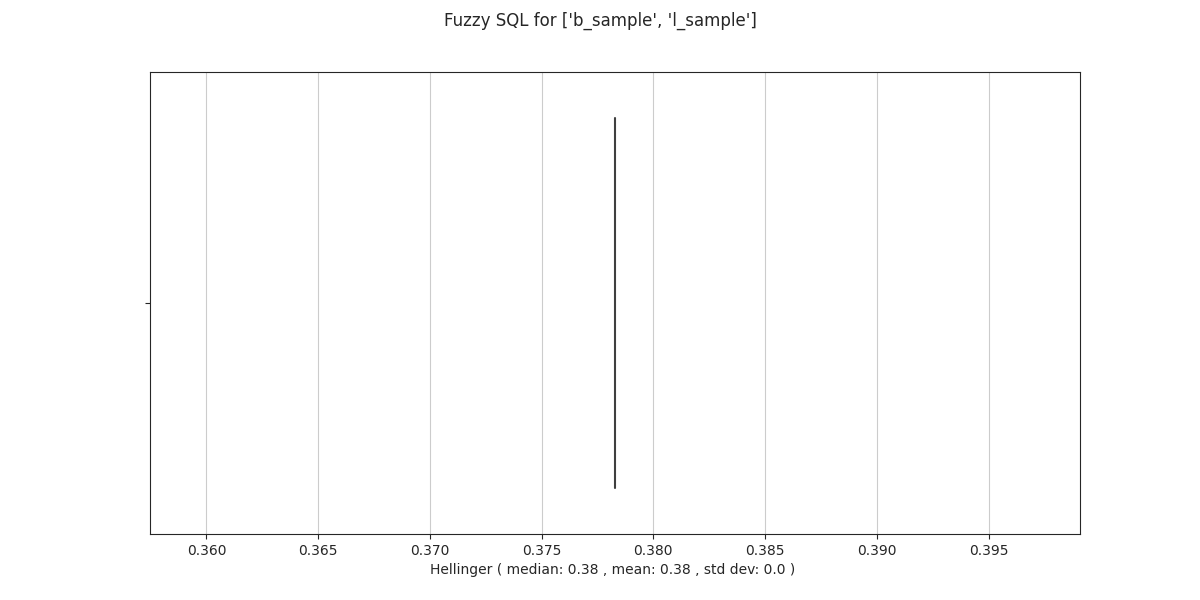 Fuzzy SQL for ['b_sample', 'l_sample']
0.360 0.365 0.370 0.375 0.380 0.385 0.390 0.395
Hellinger ( median: 0.38 , mean: 0.38 , std dev: 0.0 )